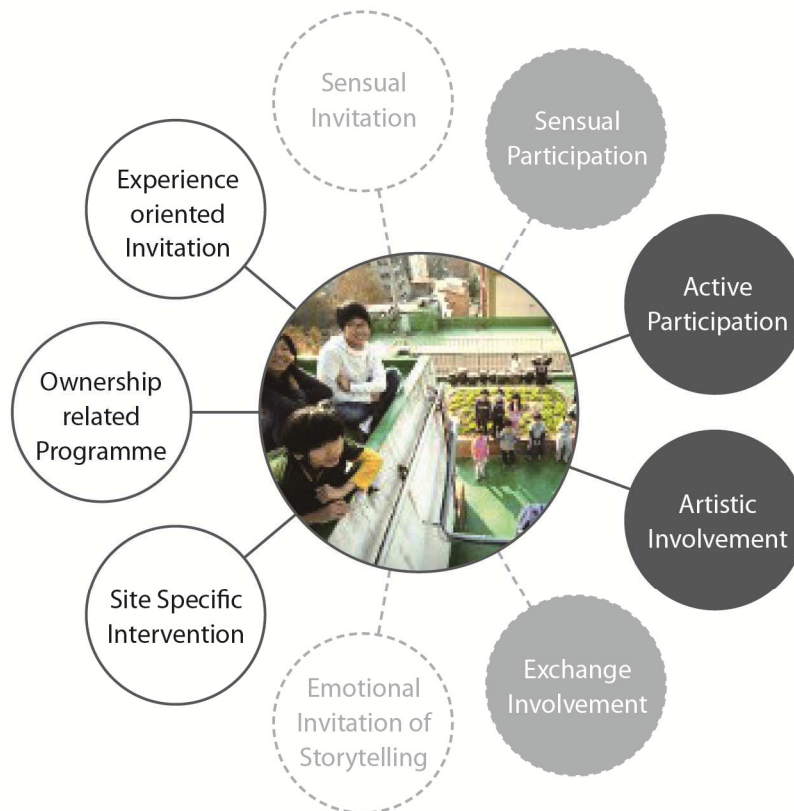 Sensual
Invitation
Sensual
Participation
Experience
oriented
Invitation
Active
Participation
Ownership
related
Programme
Artistic
Involvement
Site Specific
Intervention
Exchange
Involvement
Emotional
Invitation of
Storytelling